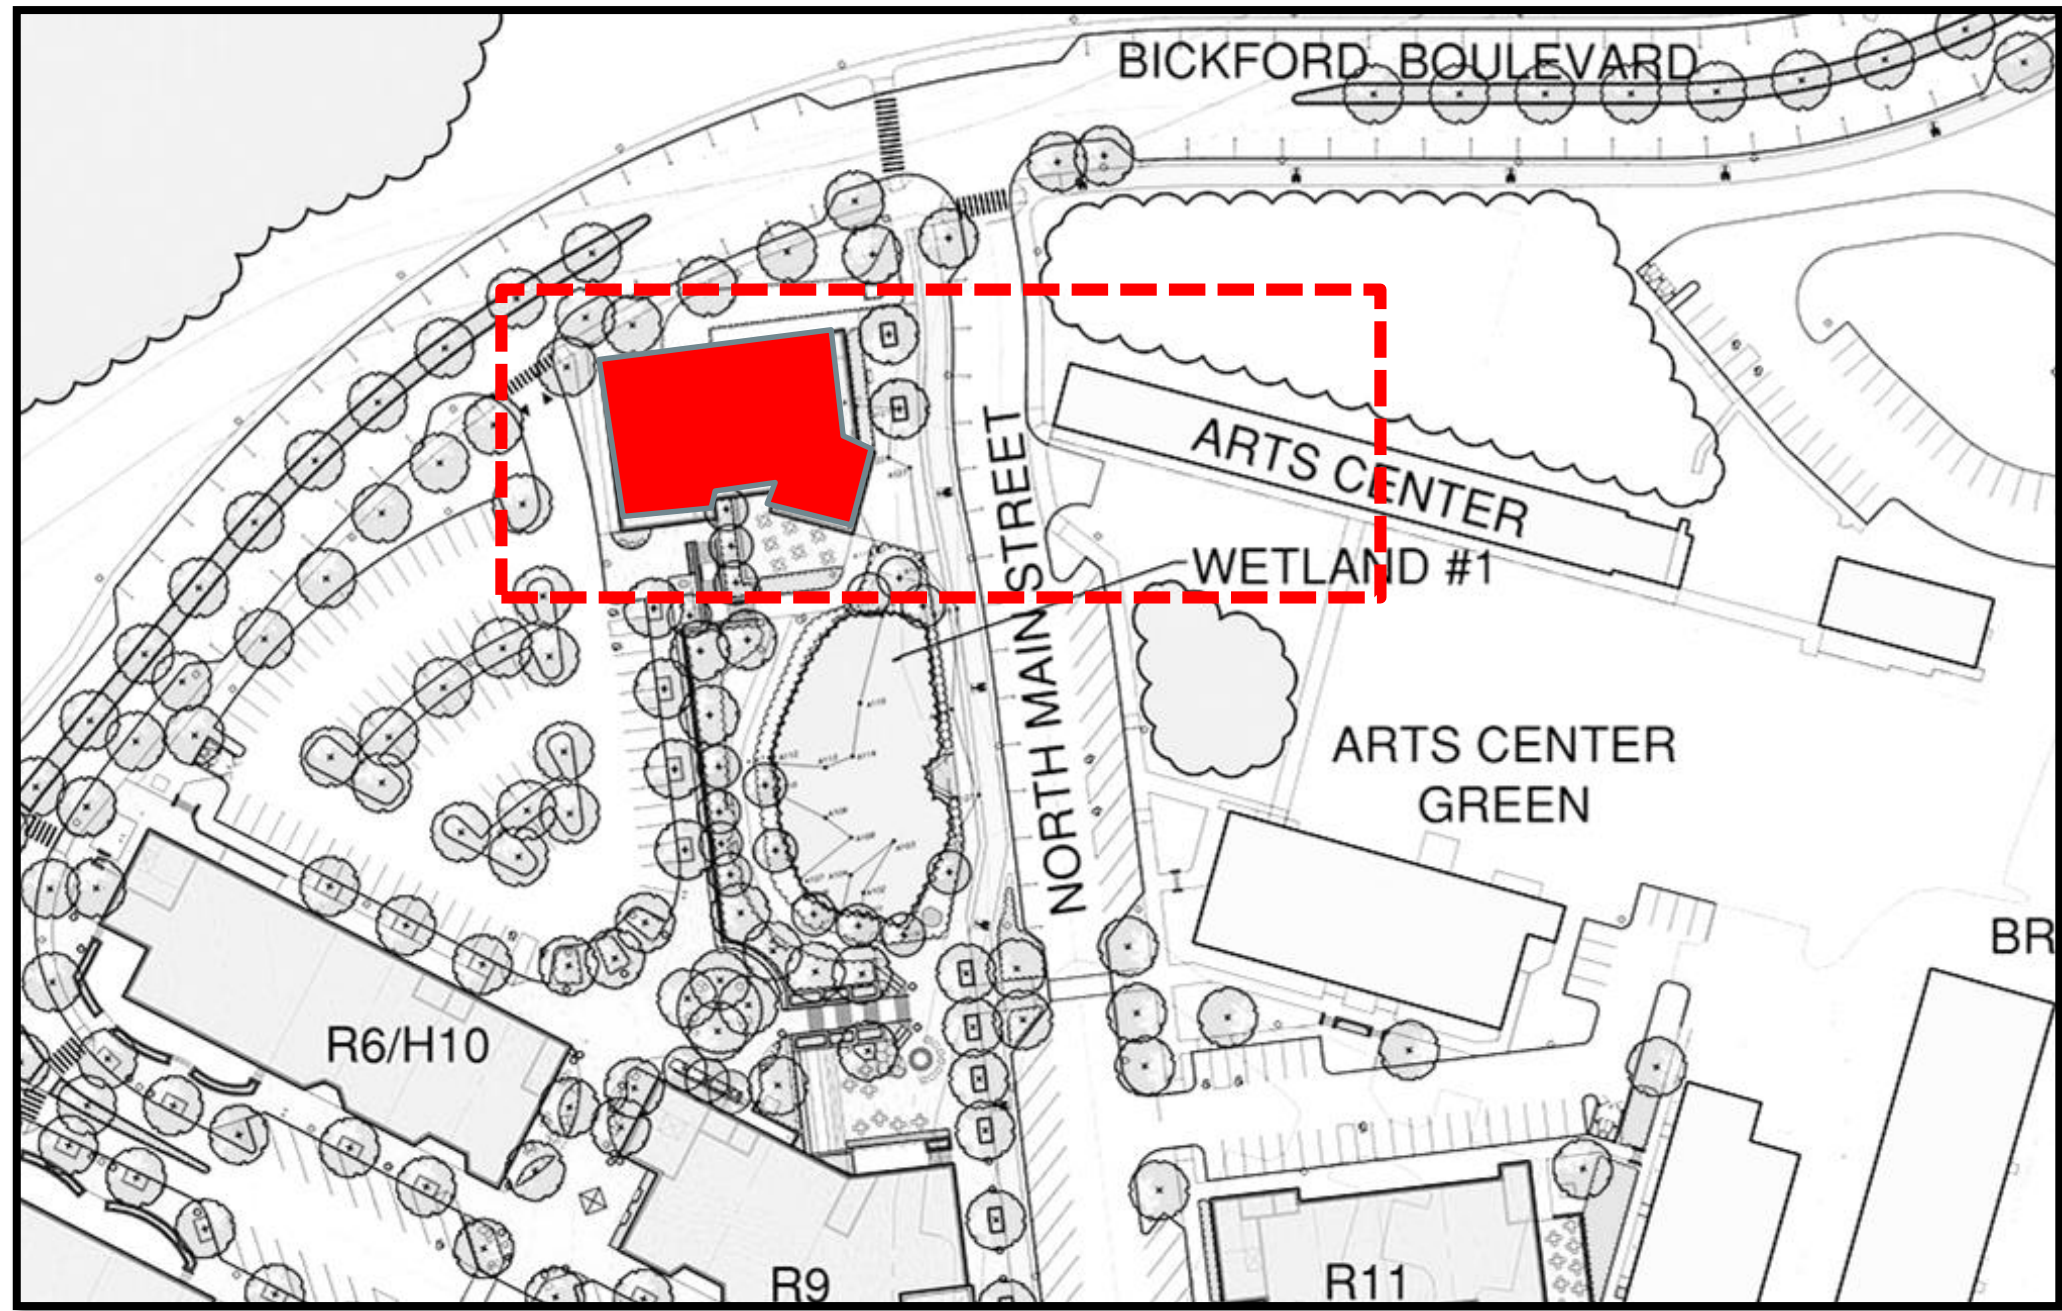 BICKFORD BOULEVARD
ARTS CENTER
NORTH MAIN STREET
WETLAND #1
ARTS CENTER
GREEN
BR
R6/H10
R9
R11